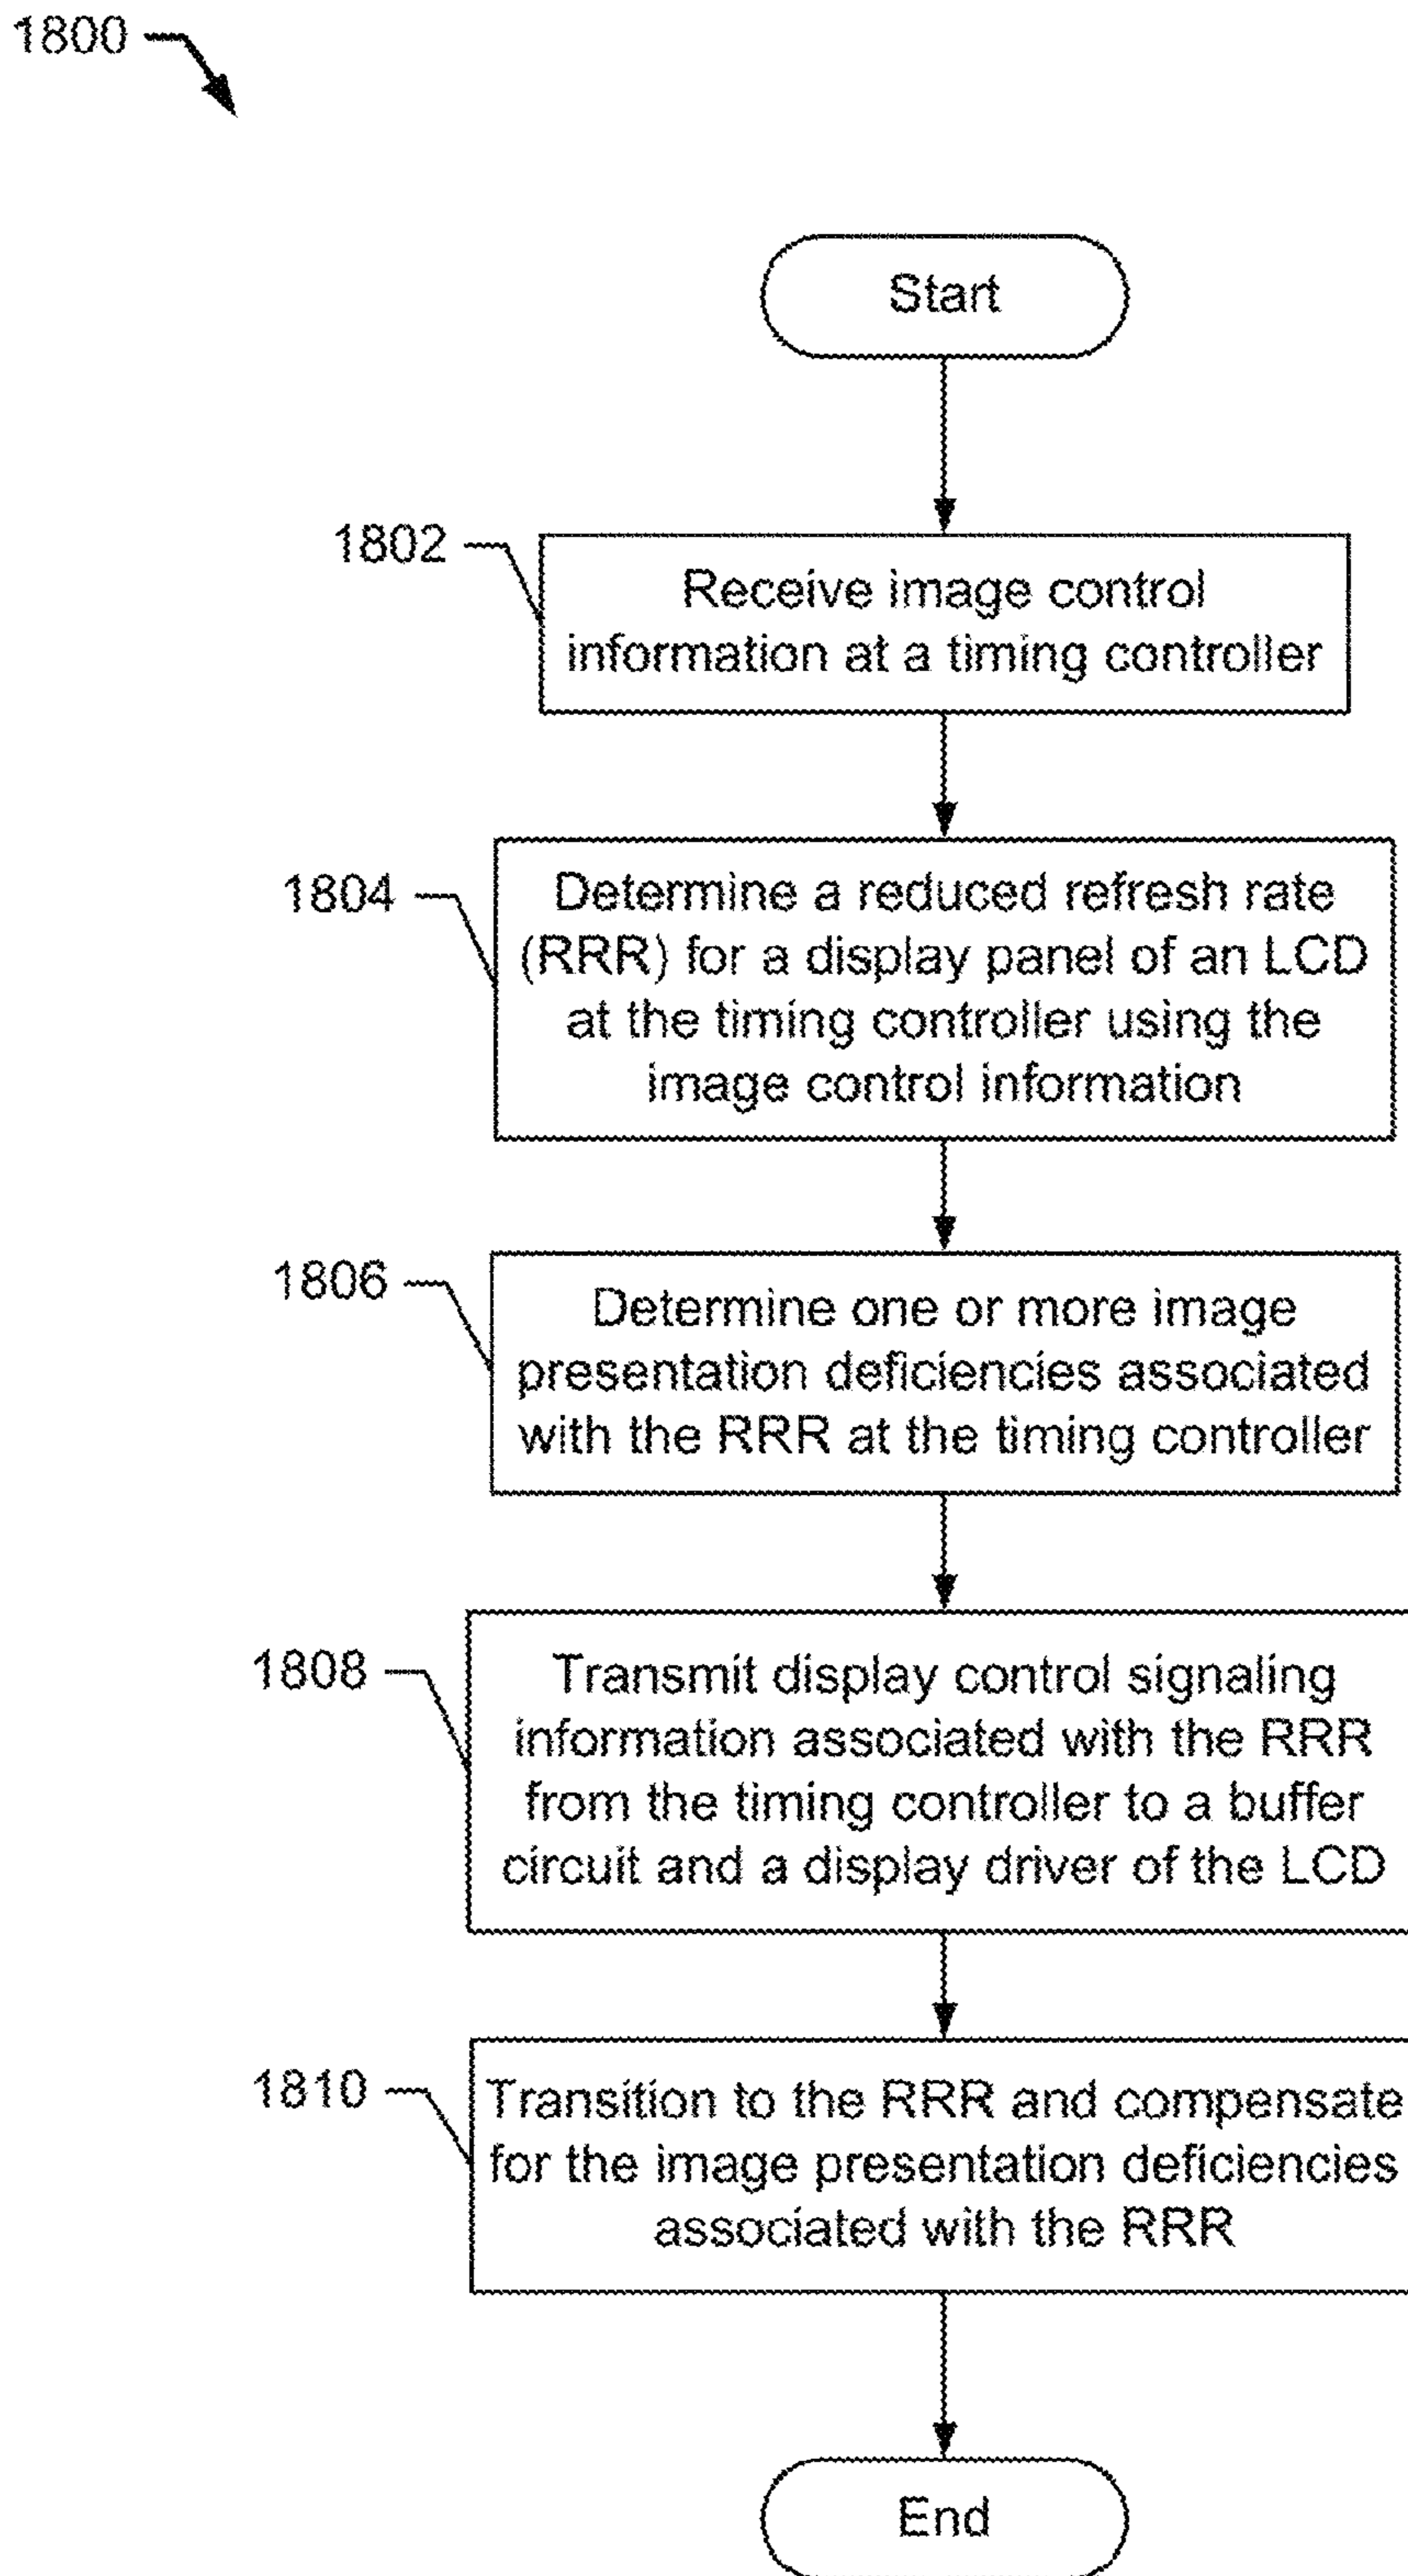 1800
Start
1802
Receive image control
information at a timing controller
1804
Determine a reduced refresh rate
(RRR) for a display panel of an LCD
at the timing controller using the
image control information
1806
Determine one or more image
presentation deficiencies associated
with the RRR at the timing controller
1808
Transmit display control signaling
information associated with the RRR
from the timing controller to a buffer
circuit and a display driver of the LCD
1810
Transition to the RRR and compensate
for the image presentation deficiencies
associated with the RRR
End